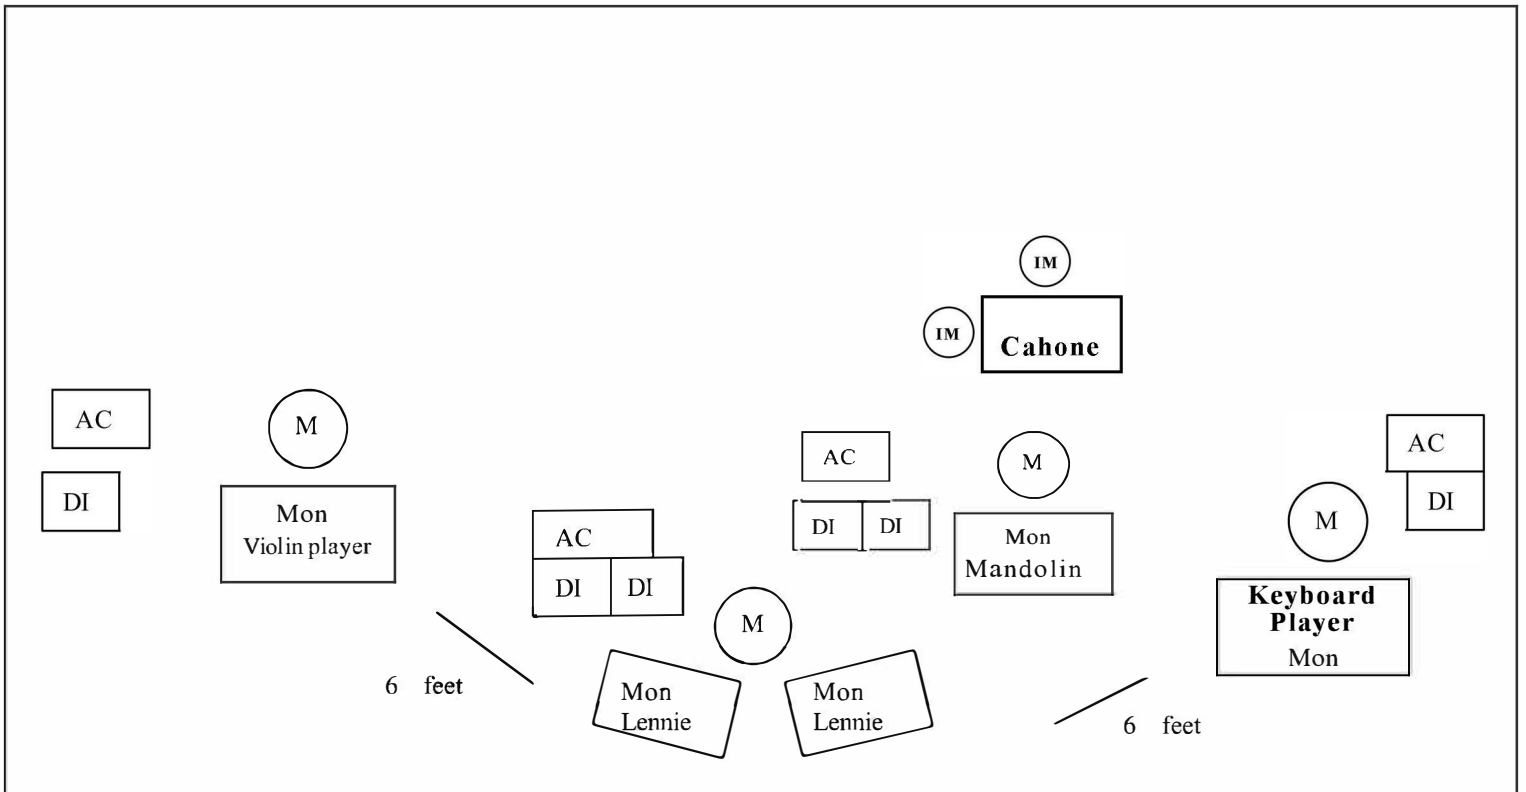 IM
IM
Cahone
AC
M
DI
Mon
Violin player
AC
DI DI
M
AC
DI DI
M
Mon
Mandolin
AC
DI
M
Keyboard
Player
Mon
6 feet
Mon
Lennie
Mon
Lennie
6 feet